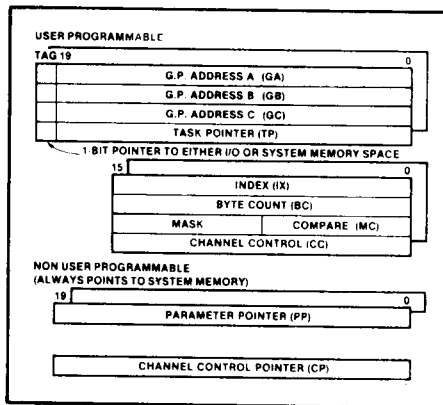 USER PROGRAMMABLE
TAG 19 0
G.P. ADDRESS A (GA)
G.P. ADDRESS B (GB)
G.P. ADDRESS C (GC)
TASK POINTER (TP)
1-BIT POINTER TO EITHER I/O OR SYSTEM MEMORY SPACE
15 0
INDEX (IX)
BYTE COUNT (BC)
MASK COMPARE (MC)
CHANNEL CONTROL (CC)
NON USER PROGRAMMABLE
(ALWAYS POINTS TO SYSTEM MEMORY)
19 0
PARAMETER POINTER (PP)
CHANNEL CONTROL POINTER (CP)